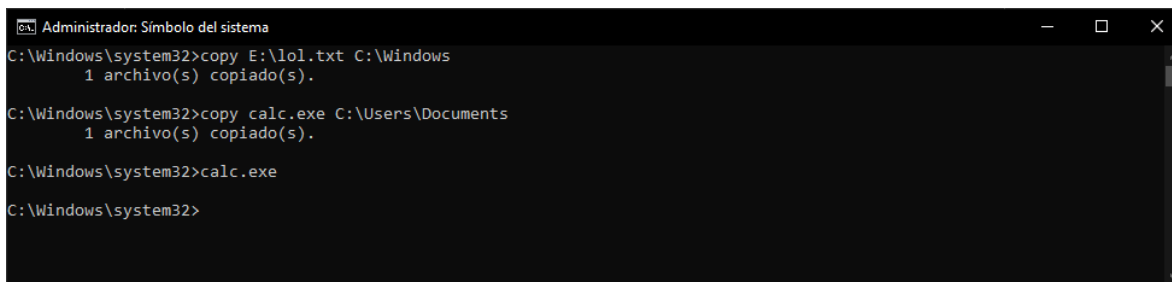 Administrador: Símbolo del sistema
C:\Windows\system32>copy E:\lol.txt C:\Windows
1 archivo(s) copiado(s).
C:\Windows\system32>copy calc.exe C:\Users\Documents
1 archivo(s) copiado(s).
C:\Windows\system32>calc.exe
C:\Windows\system32>